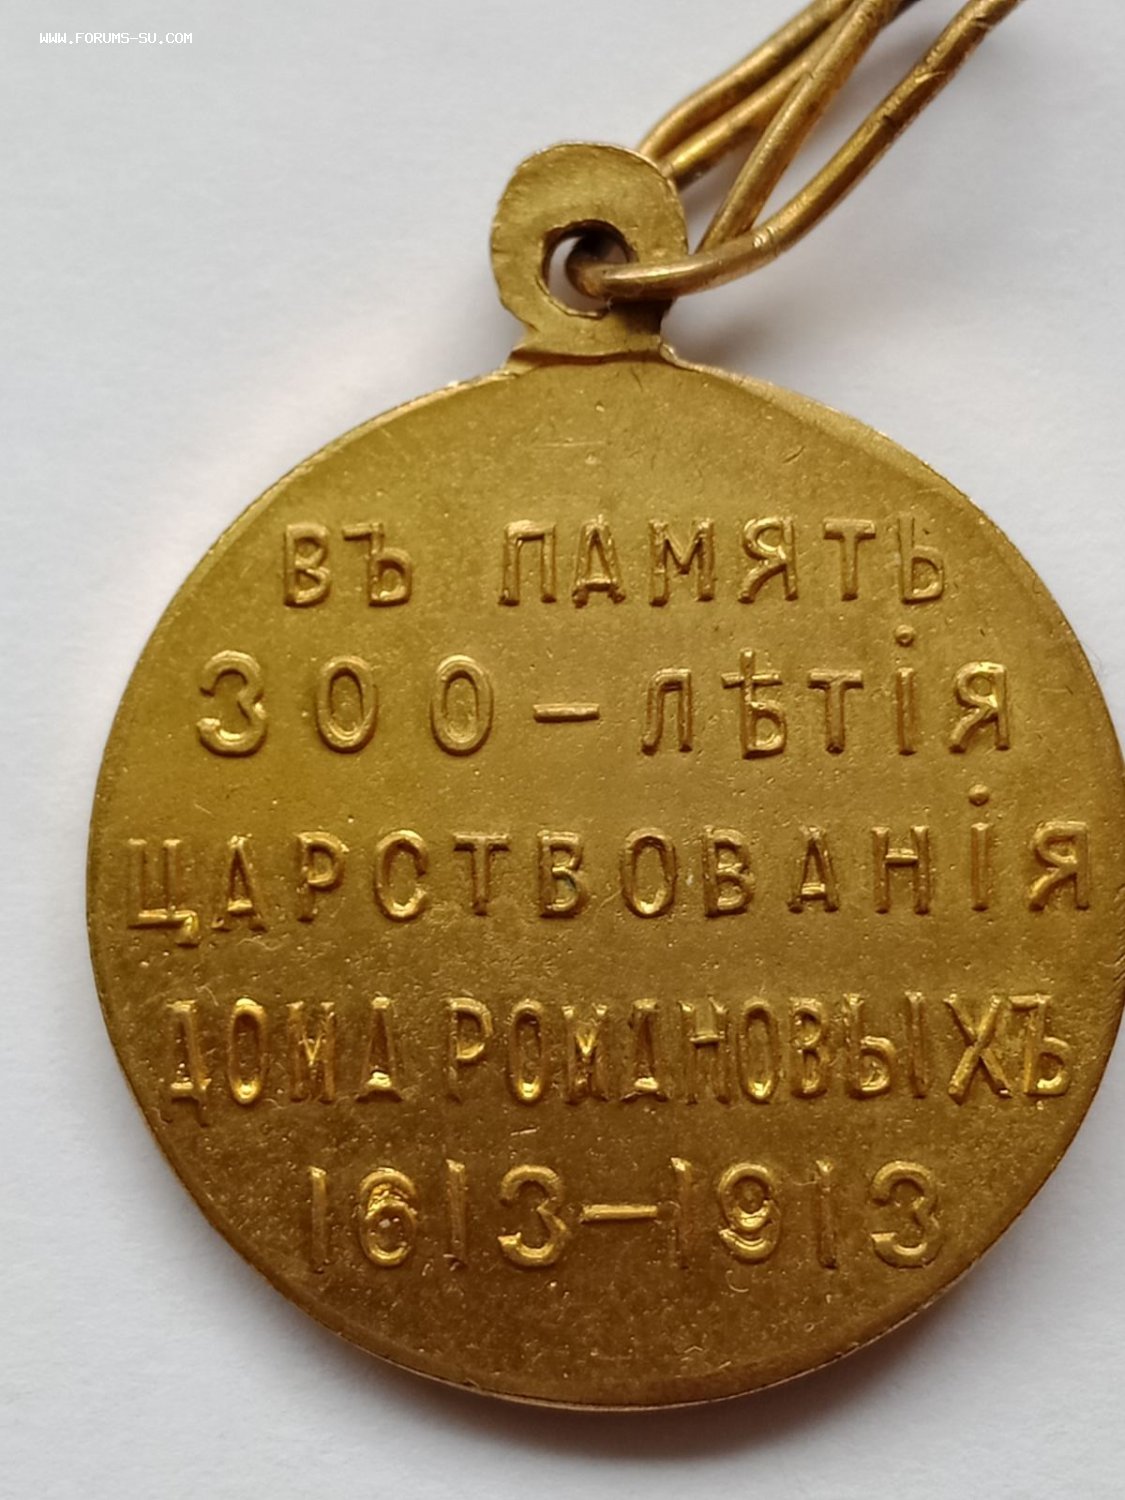 WWW.FORUMS-SU.COM
ВЪ ПАМЯТЬ
300-ЛѢТІЯ
ЦАРСТВОВАНІЯ
ДОМА РОМАНОВЫХЪ
1613-1913